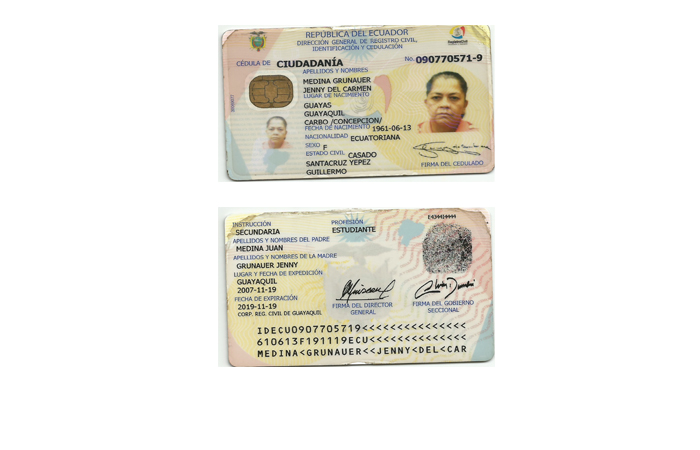 REPÚBLICA DEL ECUADOR
DIRECCIÓN GENERAL DE REGISTRO CIVIL,
IDENTIFICACIÓN Y CEDULACIÓN
CÉDULA DE CIUDADANÍA No. 090770571-9
APELLIDOS Y NOMBRES
MEDINA GRUNAUER
JENNY DEL CARMEN
LUGAR DE NACIMIENTO
GUAYAS
GUAYAQUIL
CARBO /CONCEPCION/
FECHA DE NACIMIENTO 1961-06-13
NACIONALIDAD ECUATORIANA
SEXO F
ESTADO CIVIL CASADO
SANTACRUZ YEPEZ
GUILLERMO
FIRMA DEL CEDULADO
INSTRUCCIÓN PROFESIÓN
SECUNDARIA ESTUDIANTE
APELLIDOS Y NOMBRES DEL PADRE
MEDINA JUAN
APELLIDOS Y NOMBRES DE LA MADRE
GRUNAUER JENNY
LUGAR Y FECHA DE EXPEDICIÓN
GUAYAQUIL
2007-11-19
FECHA DE EXPIRACIÓN
2019-11-19
CORP. REG. CIVIL DE GUAYAQUIL
FIRMA DEL DIRECTOR
GENERAL
FIRMA DEL GOBIERNO
SECCIONAL
IDECU0907705719<<<<<<<<<<<<<<<
610613F191119ECU<<<<<<<<<<<<<<
MEDINA<GRUNAUER<<JENNY<DEL<CAR